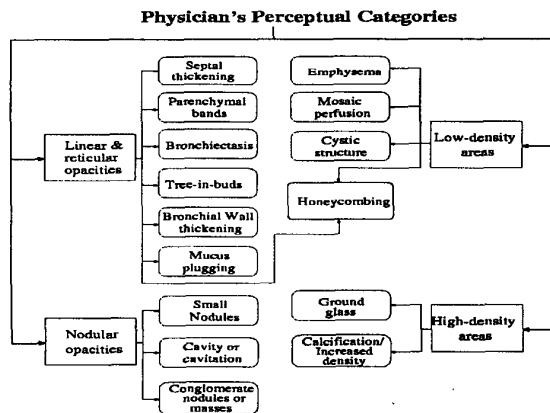 Physician's Perceptual Categories
Septal
thickening
Parenchymal
bands
Bronchiectasis
Tree-in-buds
Bronchial Wall
thickening
Mucus
plugging
Linear &
reticular
opacities
Emphysema
Mosaic
perfusion
Cystic
structure
Honeycombing
Low-density
areas
Small
Nodules
Cavity or
cavitation
Conglomerate
nodules or
masses
Nodular
opacities
Ground
glass
Calcification/
Increased
density
High-density
areas